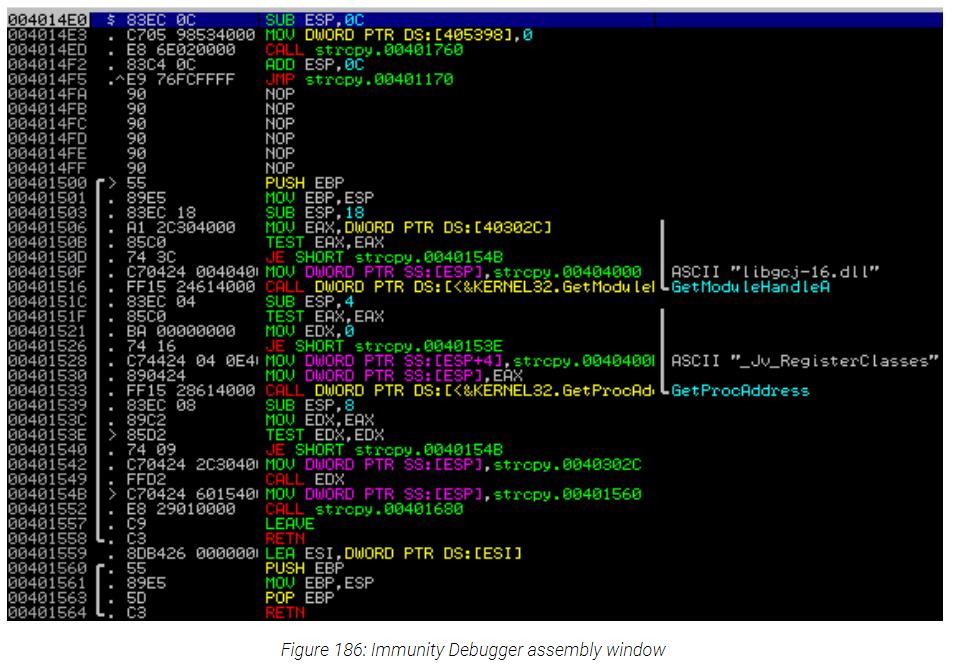 004014E0 $ 83EC 0C SUB ESP,0C
004014E3 . C705 98534000 MOV DWORD PTR DS:[405398],0
004014ED . E8 6E020000 CALL strcpy.00401760
004014F2 . 83C4 0C ADD ESP,0C
004014F5 .^E9 76FCFFFF JMP strcpy.00401170
004014FA 90 NOP
004014FB 90 NOP
004014FC 90 NOP
004014FD 90 NOP
004014FE 90 NOP
004014FF 90 NOP
00401500 > 55 PUSH EBP
00401501 . 89E5 MOV EBP,ESP
00401503 . 83EC 18 SUB ESP,18
00401506 . A1 2C304000 MOV EAX,DWORD PTR DS:[40302C]
0040150B . 85C0 TEST EAX,EAX
0040150D . 74 3C JE SHORT strcpy.0040154B
0040150F . C70424 004040 MOV DWORD PTR SS:[ESP],strcpy.00404000 ASCII "libgcj-16.dll"
00401516 . FF15 24614000 CALL DWORD PTR DS:[<&KERNEL32.GetModule GetModuleHandleA
0040151C . 83EC 04 SUB ESP,4
0040151F . 85C0 TEST EAX,EAX
00401521 . BA 00000000 MOV EDX,0
00401526 . 74 16 JE SHORT strcpy.0040153E
00401528 . C74424 04 0E4 MOV DWORD PTR SS:[ESP+4],strcpy.0040400 ASCII "_Jv_RegisterClasses"
00401530 . 890424 MOV DWORD PTR SS:[ESP],EAX
00401533 . FF15 28614000 CALL DWORD PTR DS:[<&KERNEL32.GetProcAd GetProcAddress
00401539 . 83EC 08 SUB ESP,8
0040153C . 89C2 MOV EDX,EAX
0040153E > 85D2 TEST EDX,EDX
00401540 . 74 09 JE SHORT strcpy.0040154B
00401542 . C70424 2C3040 MOV DWORD PTR SS:[ESP],strcpy.0040302C
00401549 . FFD2 CALL EDX
0040154B > C70424 601540 MOV DWORD PTR SS:[ESP],strcpy.00401560
00401552 . E8 29010000 CALL strcpy.00401680
00401557 . C9 LEAVE
00401558 . C3 RETN
00401559 . 8DB426 000000 LEA ESI,DWORD PTR DS:[ESI]
00401560 . 55 PUSH EBP
00401561 . 89E5 MOV EBP,ESP
00401563 . 5D POP EBP
00401564 . C3 RETN
Figure 186: Immunity Debugger assembly window